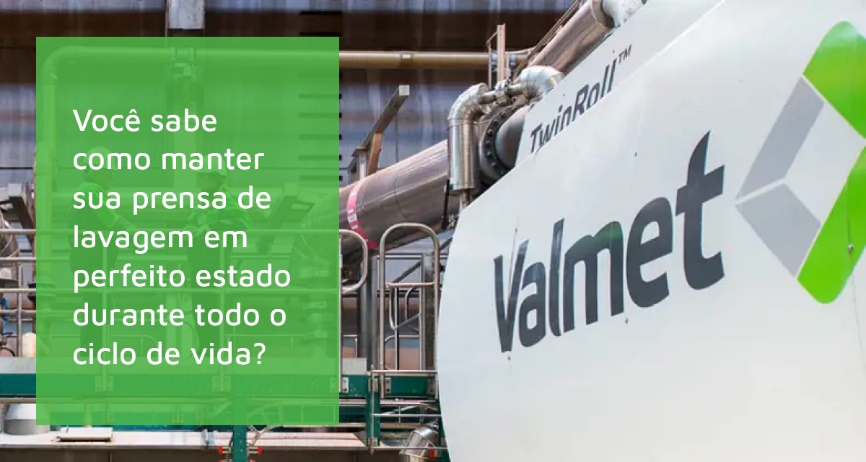 Você sabe
como manter
sua prensa de
lavagem em
perfeito estado
durante todo o
ciclo de vida?
TwinRoll™
Valmet